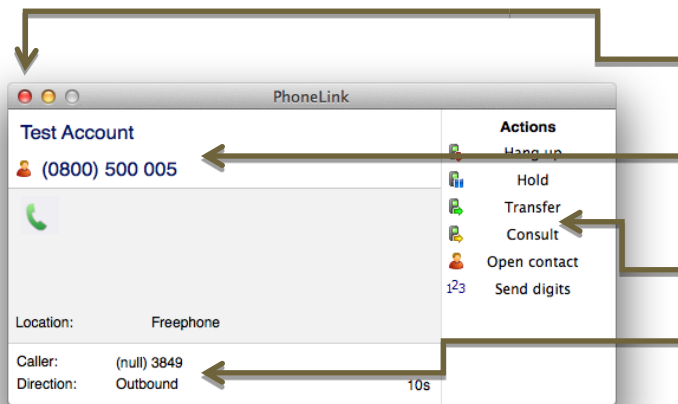 PhoneLink
Test Account
(0800) 500 005
Location: Freephone
Caller: (null) 3849
Direction: Outbound 10s
Actions
Hang up
Hold
Transfer
Consult
Open contact
123 Send digits